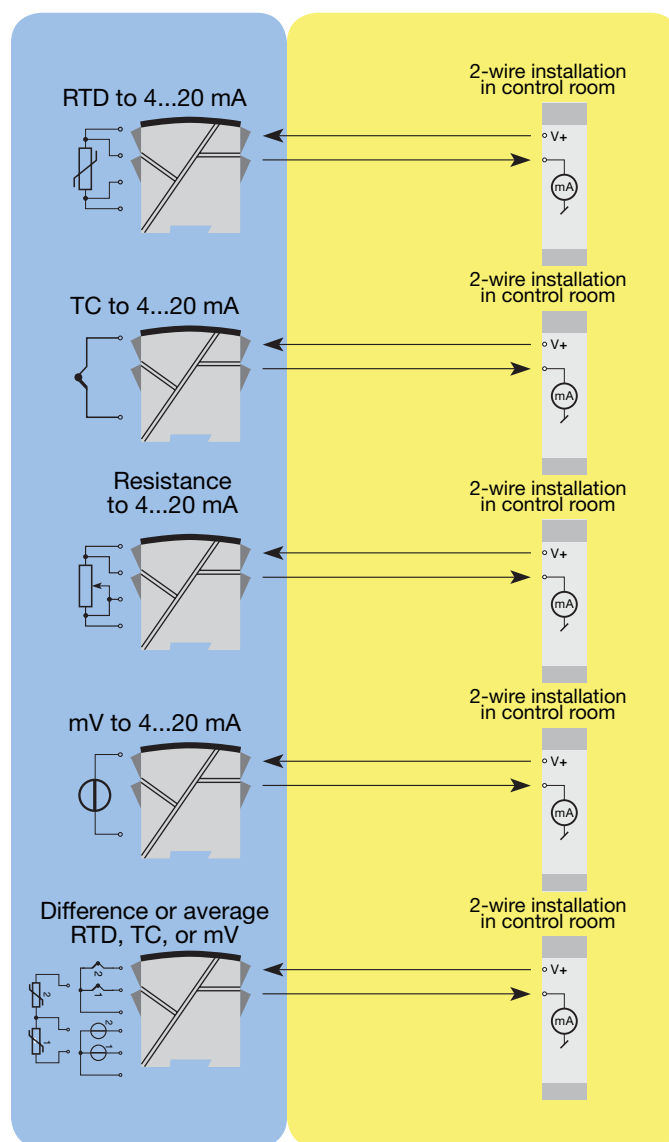 RTD to 4...20 mA
2-wire installation
in control room
V+
mA
TC to 4...20 mA
2-wire installation
in control room
V+
mA
Resistance
to 4...20 mA
2-wire installation
in control room
V+
mA
mV to 4...20 mA
2-wire installation
in control room
V+
mA
Difference or average
RTD, TC, or mV
2
1
2
1
2
1
2-wire installation
in control room
V+
mA